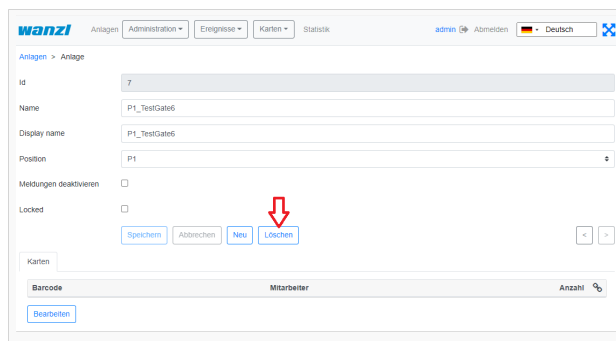 wanzl Anlagen Administration Ereignisse Karten Statistik admin Abmelden Deutsch
Anlagen > Anlage
Id 7
Name P1_TestGate6
Display name P1_TestGate6
Position P1
Meldungen deaktivieren
Locked
Speichern Abbrechen Neu Löschen < >
Karten
Barcode Mitarbeiter Anzahl
Bearbeiten